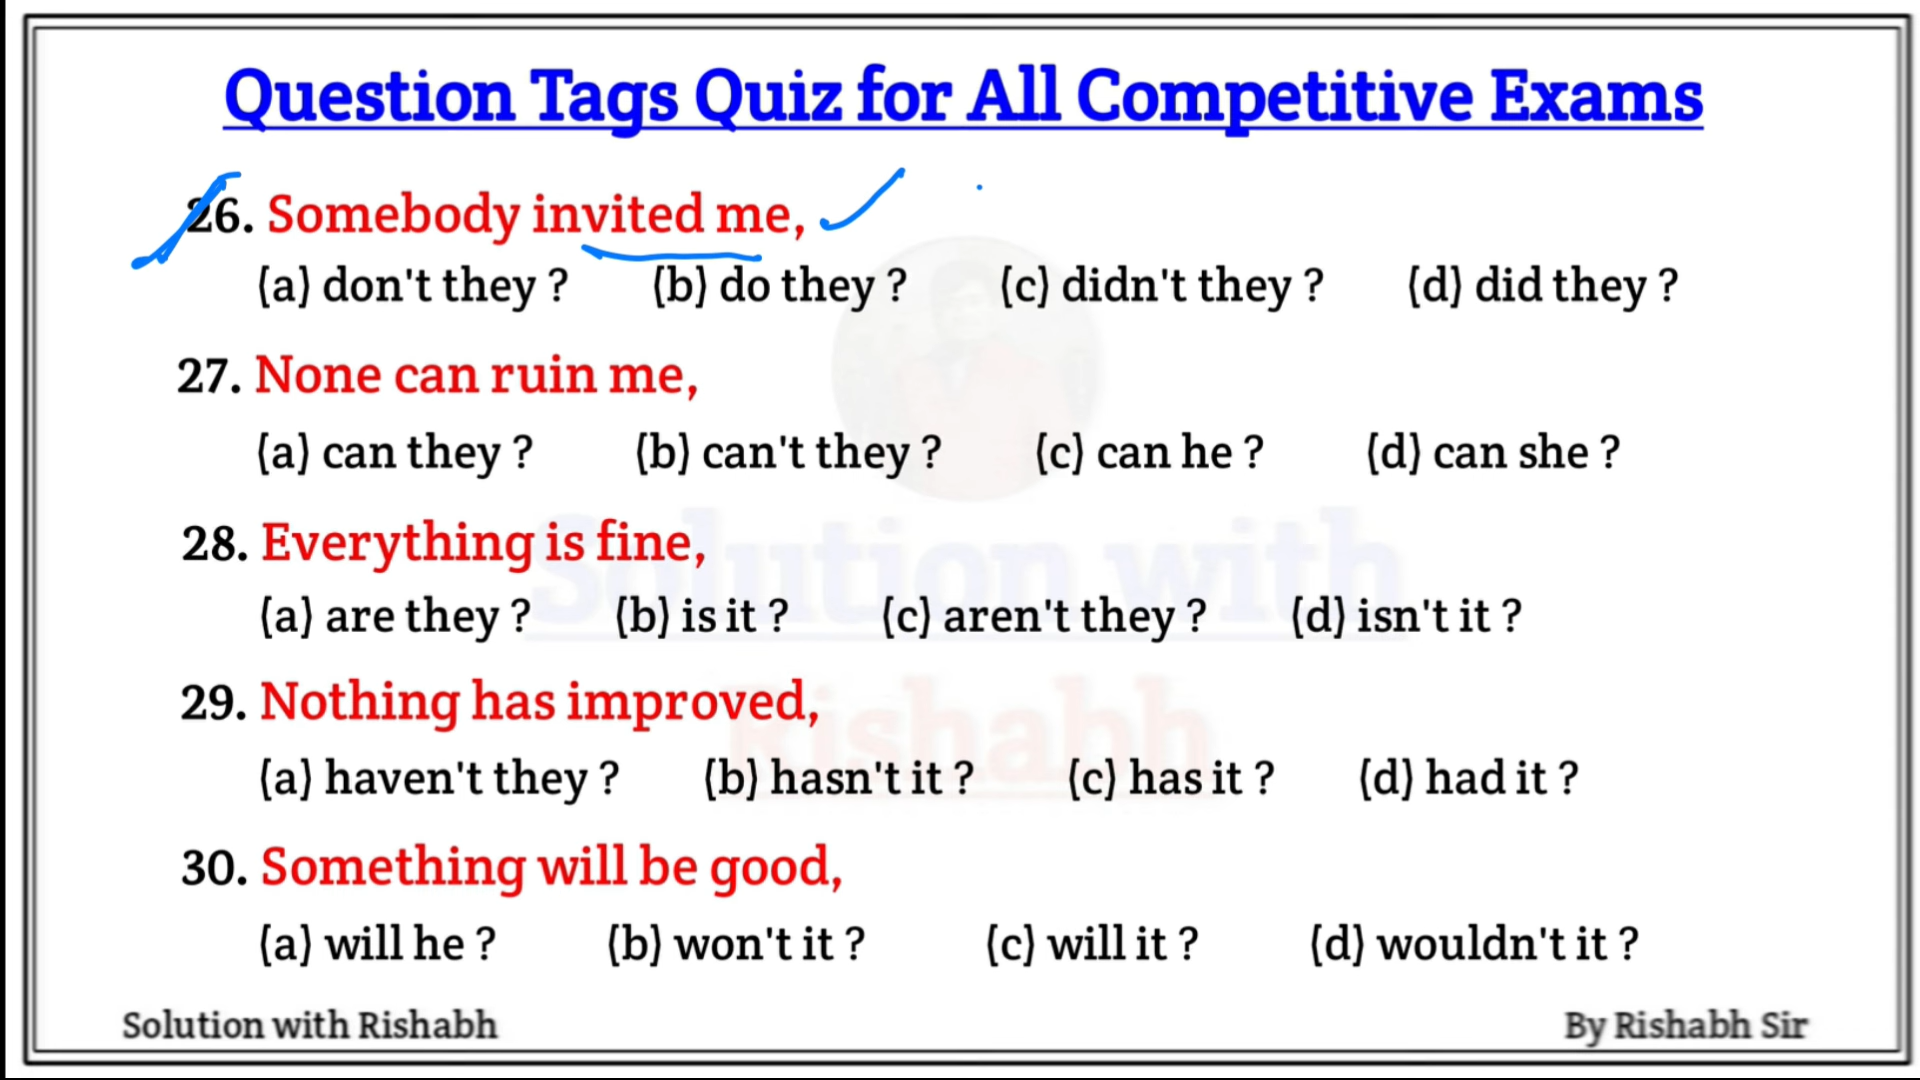 Question Tags Quiz for All Competitive Exams
26. Somebody invited me,
(a) don't they ? (b) do they ? (c) didn't they ? (d) did they ?
27. None can ruin me,
(a) can they ? (b) can't they ? (c) can he ? (d) can she ?
28. Everything is fine,
(a) are they ? (b) is it ? (c) aren't they ? (d) isn't it ?
29. Nothing has improved,
(a) haven't they ? (b) hasn't it ? (c) has it ? (d) had it ?
30. Something will be good,
(a) will he ? (b) won't it ? (c) will it ? (d) wouldn't it ?
Solution with Rishabh By Rishabh Sir
Solution with
Rishabh